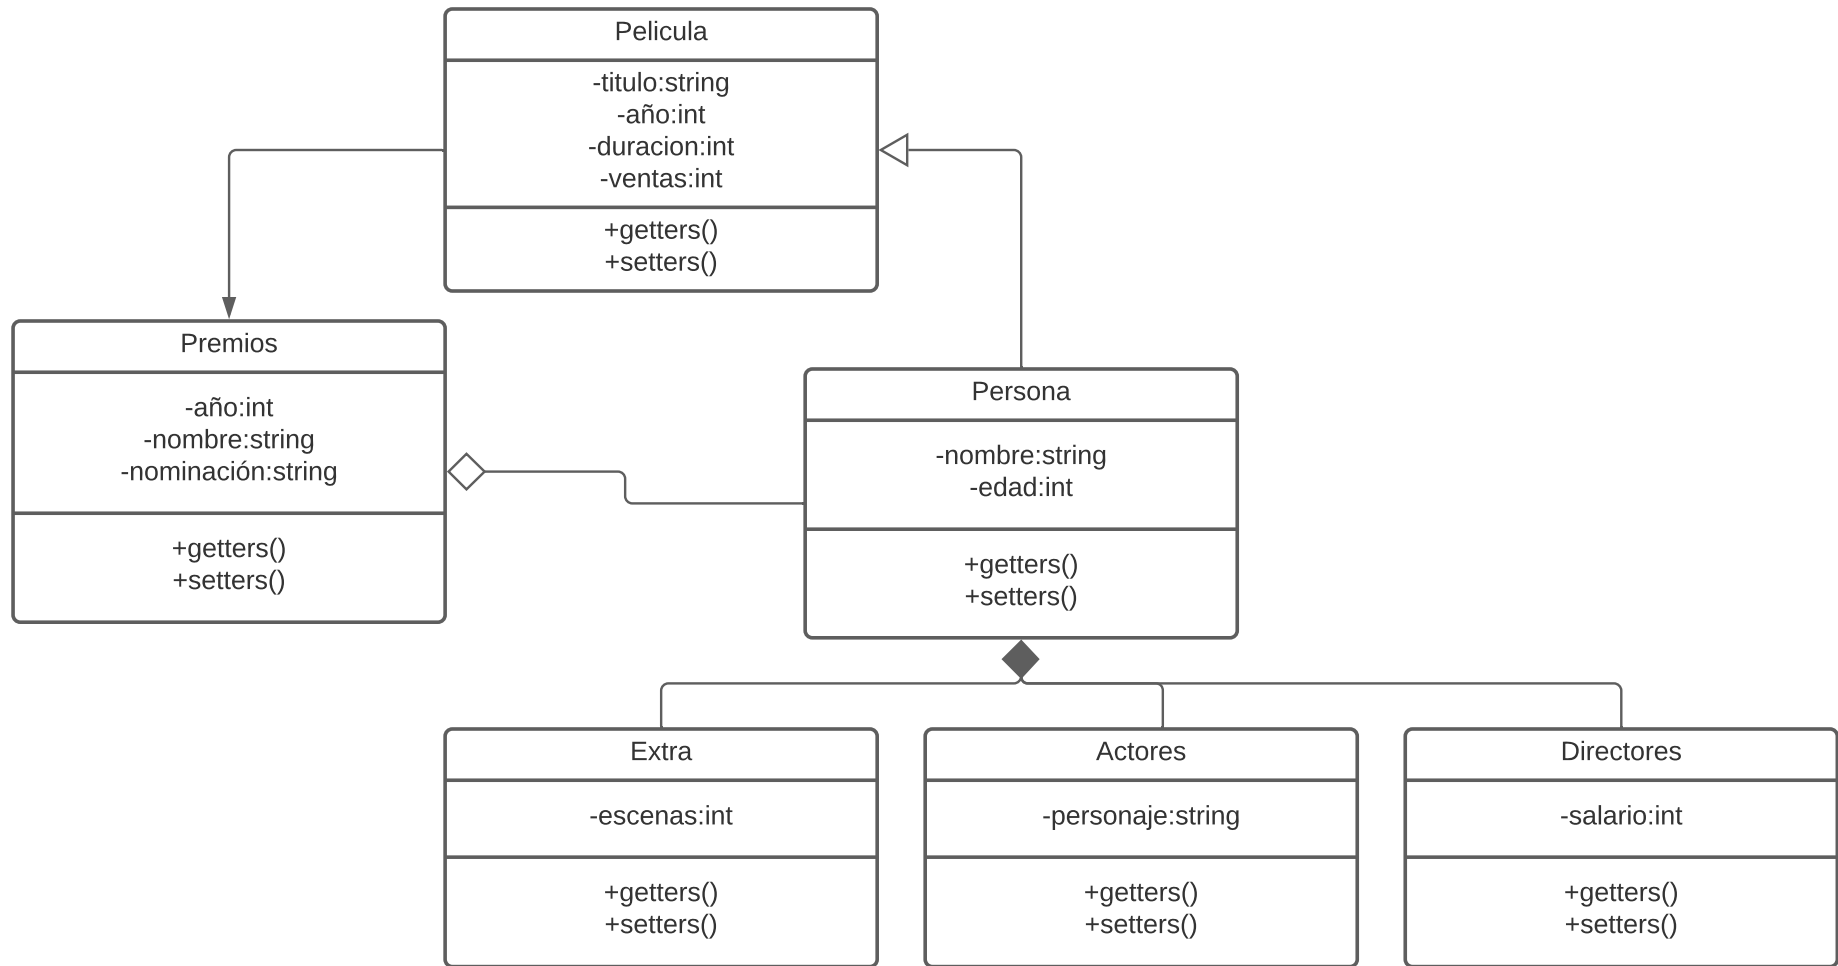 Pelicula
-titulo:string
-año:int
-duracion:int
-ventas:int
+getters()
+setters()
Premios
-año:int
-nombre:string
-nominación:string
+getters()
+setters()
Persona
-nombre:string
-edad:int
+getters()
+setters()
Extra
-escenas:int
+getters()
+setters()
Actores
-personaje:string
+getters()
+setters()
Directores
-salario:int
+getters()
+setters()